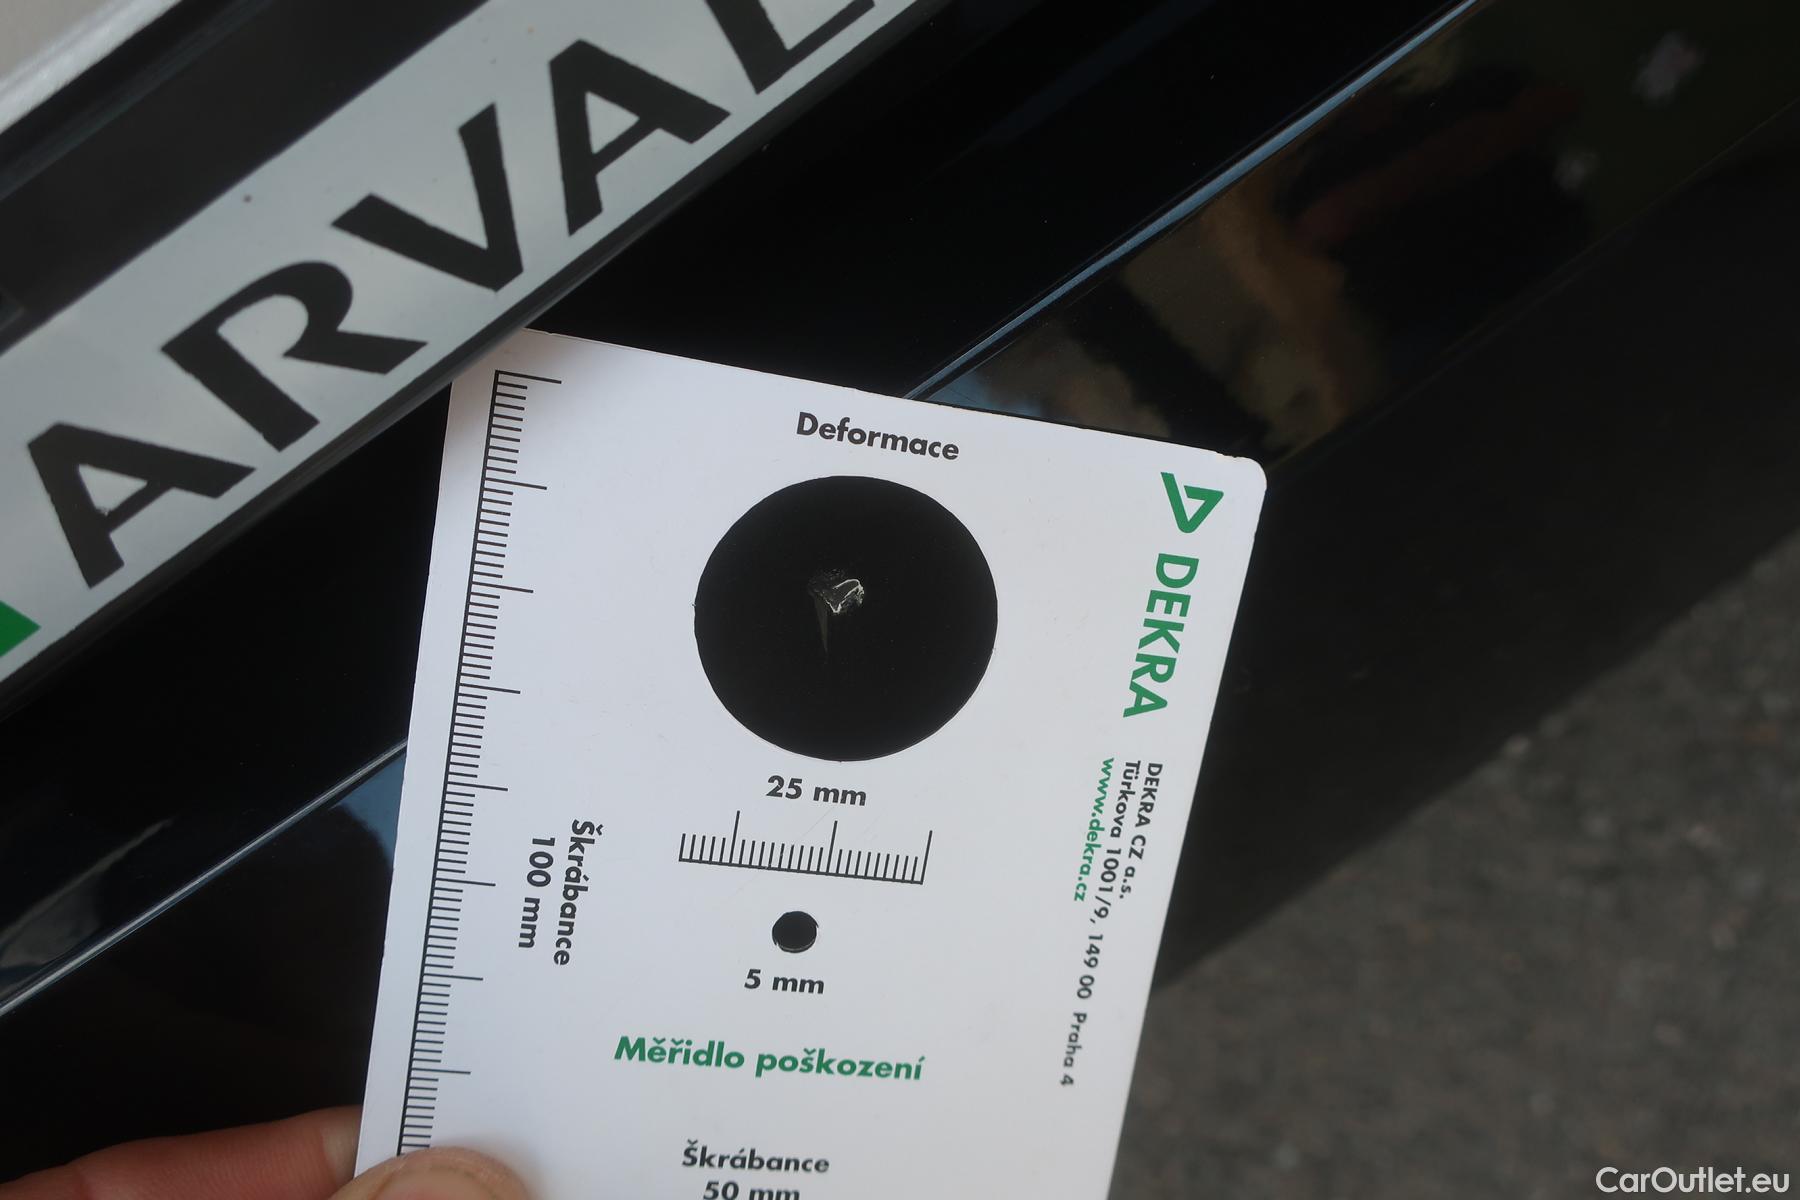 ARVAL
Deformace
DEKRA
25 mm
DEKRA CZ a.s.
Türkova 1001/9, 149 00 Praha 4
www.dekra.cz
Škrábance
100 mm
5 mm
Měřidlo poškození
Škrábance
50 mm
CarOutlet.eu